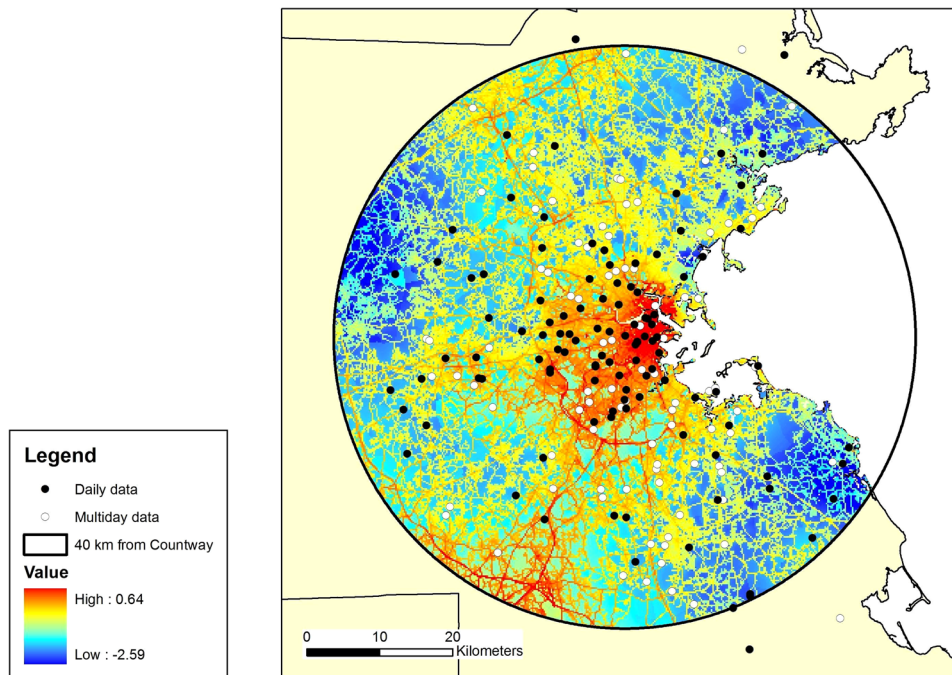 Legend
Daily data
Multiday data
40 km from Countway
Value
High : 0.64
Low : -2.59
0 10 20
Kilometers